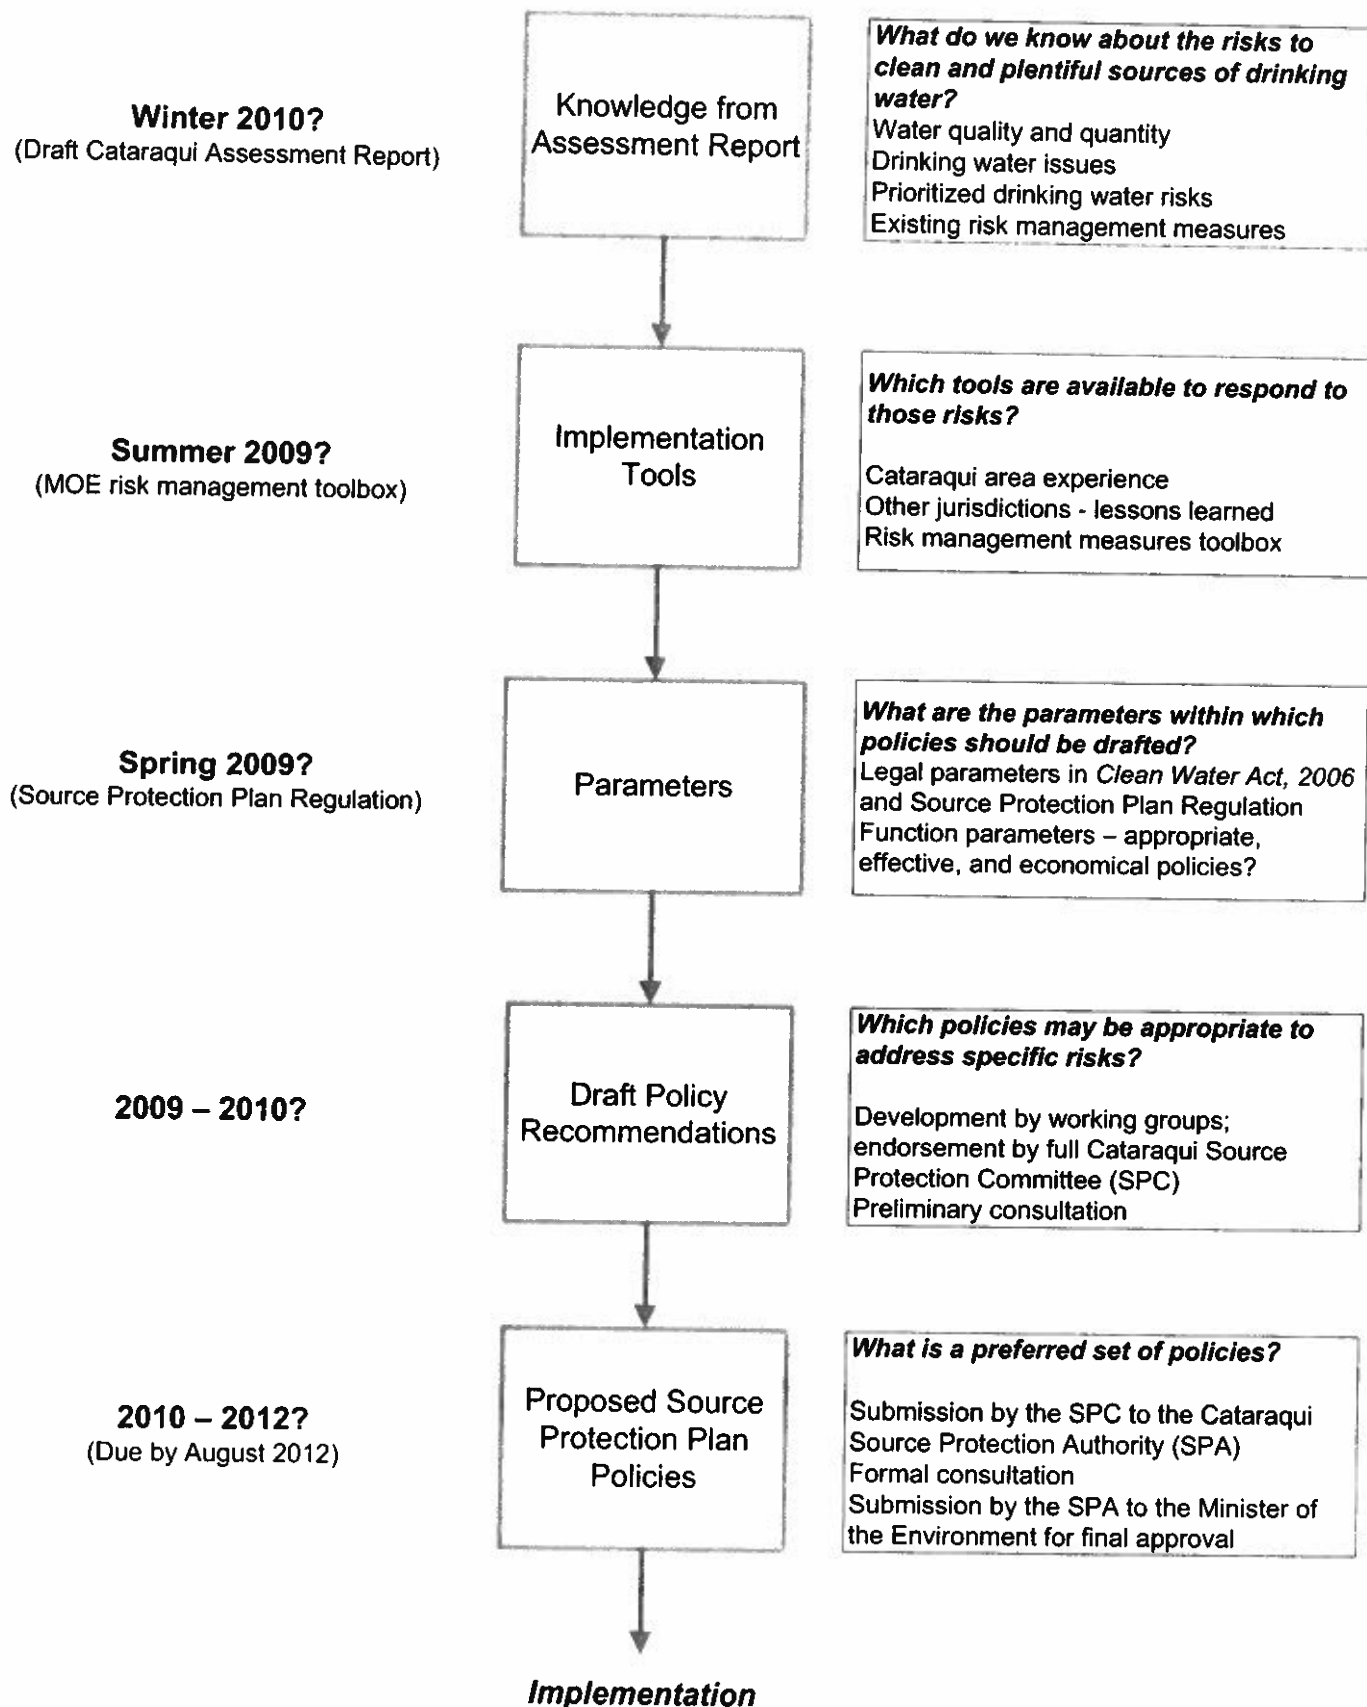 Winter 2010?
(Draft Cataraqui Assessment Report)
Knowledge from
Assessment Report
What do we know about the risks to
clean and plentiful sources of drinking
water?
Water quality and quantity
Drinking water issues
Prioritized drinking water risks
Existing risk management measures
Summer 2009?
(MOE risk management toolbox)
Implementation
Tools
Which tools are available to respond to
those risks?
Cataraqui area experience
Other jurisdictions - lessons learned
Risk management measures toolbox
Spring 2009?
(Source Protection Plan Regulation)
Parameters
What are the parameters within which
policies should be drafted?
Legal parameters in Clean Water Act, 2006
and Source Protection Plan Regulation
Function parameters – appropriate,
effective, and economical policies?
2009 – 2010?
Draft Policy
Recommendations
Which policies may be appropriate to
address specific risks?
Development by working groups;
endorsement by full Cataraqui Source
Protection Committee (SPC)
Preliminary consultation
2010 – 2012?
(Due by August 2012)
Proposed Source
Protection Plan
Policies
What is a preferred set of policies?
Submission by the SPC to the Cataraqui
Source Protection Authority (SPA)
Formal consultation
Submission by the SPA to the Minister of
the Environment for final approval
Implementation